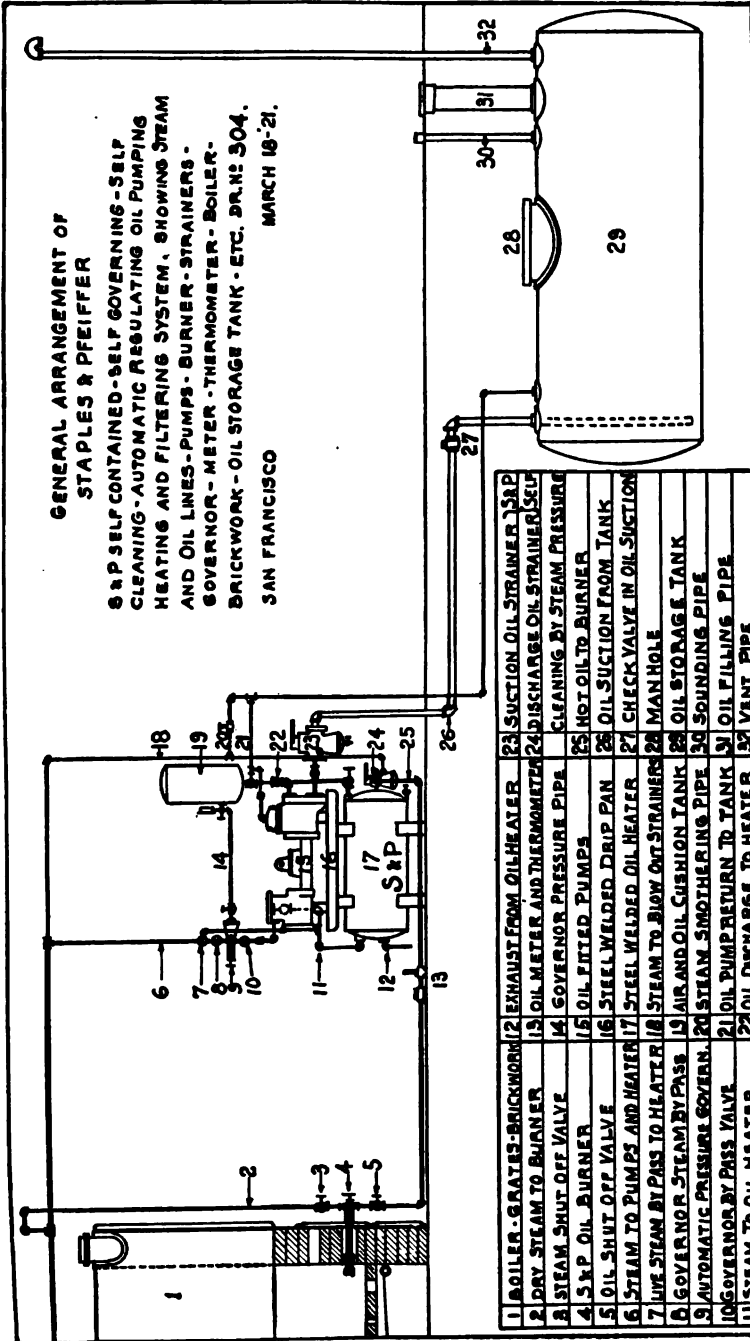 GENERAL ARRANGEMENT OF
STAPLES & PFEIFFER
S & P SELF CONTAINED-SELF GOVERNING-SELF
CLEANING-AUTOMATIC REGULATING OIL PUMPING
HEATING AND FILTERING SYSTEM, SHOWING STEAM
AND OIL LINES-PUMPS-BURNER-STRAINERS-
GOVERNOR-METER-THERMOMETER-BOILER-
BRICKWORK-OIL STORAGE TANK-ETC. DR.Nº 304.
SAN FRANCISCO MARCH 18-'21.
1
2
3
4
5
6
7
8
9
10
11
12
13
14
15
16
17
S & P
18
19
20
21
22
23
24
25
26
27
28
29
30
31
32
1 BOILER-GRATES-BRICKWORK
2 DRY STEAM TO BURNER
3 STEAM SHUT OFF VALVE
4 S & P OIL BURNER
5 OIL SHUT OFF VALVE
6 STEAM TO PUMPS AND HEATER
7 LIVE STEAM BY PASS TO HEATER
8 GOVERNOR STEAM BY PASS
9 AUTOMATIC PRESSURE GOVERN.
10 GOVERNOR BY PASS VALVE
11 STEAM TO OIL HEATER
12 EXHAUST FROM OIL HEATER
13 OIL METER AND THERMOMETER
14 GOVERNOR PRESSURE PIPE
15 OIL FITTED PUMPS
16 STEEL WELDED DRIP PAN
17 STEEL WELDED OIL HEATER
18 STEAM TO BLOW OUT STRAINERS
19 AIR AND OIL CUSHION TANK
20 STEAM SMOTHERING PIPE
21 OIL PUMP RETURN TO TANK
22 OIL DISCHARGE TO HEATER
23 SUCTION OIL STRAINER } S & P
24 DISCHARGE OIL STRAINER } SELF
CLEANING BY STEAM PRESSURE
25 HOT OIL TO BURNER
26 OIL SUCTION FROM TANK
27 CHECK VALVE IN OIL SUCTION
28 MAN HOLE
29 OIL STORAGE TANK
30 SOUNDING PIPE
31 OIL FILLING PIPE
32 VENT PIPE